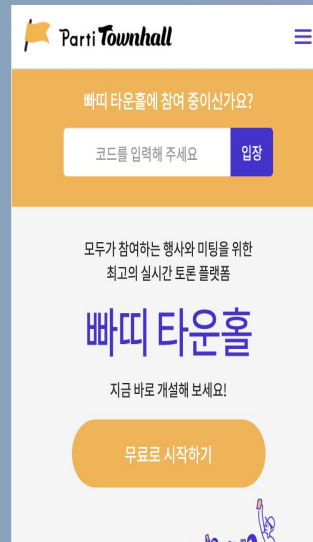 Parti Townhall
빠띠 타운홀에 참여 중이신가요?
코드를 입력해 주세요
입장
모두가 참여하는 행사와 미팅을 위한
최고의 실시간 토론 플랫폼
빠띠 타운홀
지금 바로 개설해 보세요!
무료로 시작하기